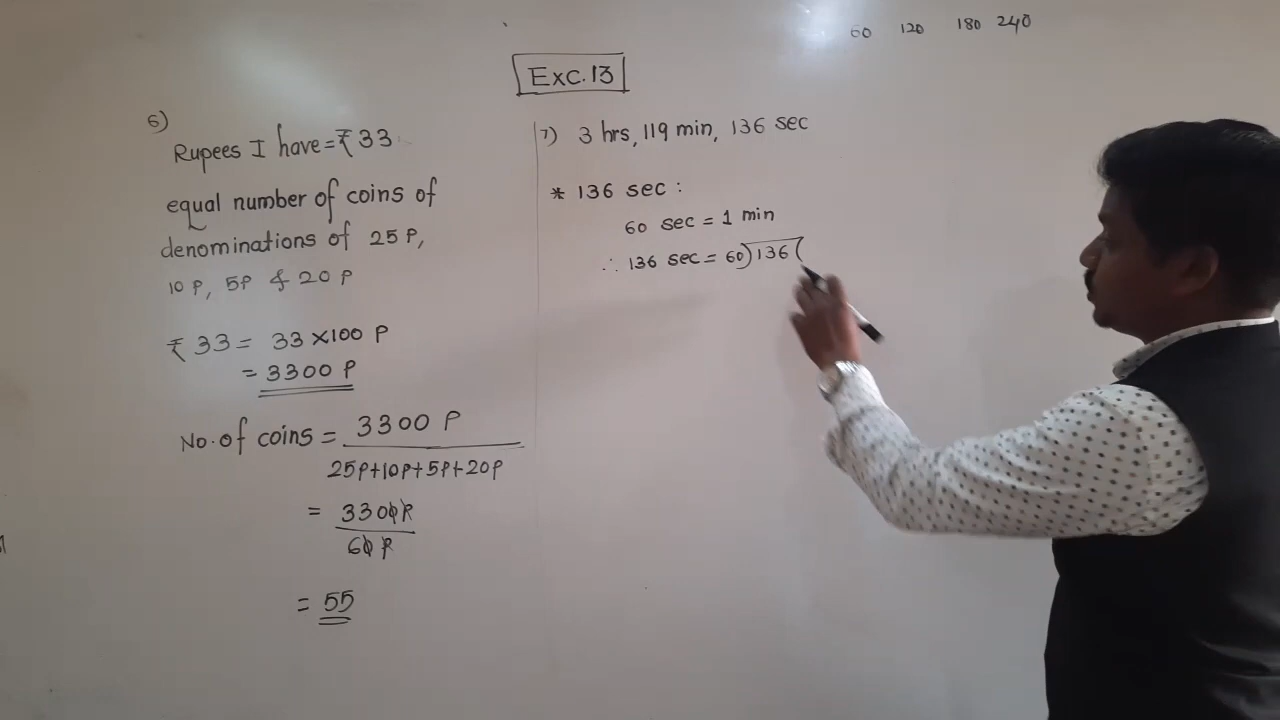 60 120 180 240
Exc. 13
6)
Rupees I have = ₹ 33
equal number of coins of
denominations of 25 P,
10 P, 5P & 20 P
₹ 33 = 33 × 100 P
= 3300 P
No. of coins = 3300 P
25P+10P+5P+20P
= 3300P
60 P
= 55
7) 3 hrs, 119 min, 136 sec
* 136 sec :
60 sec = 1 min
∴ 136 sec = 60)136(